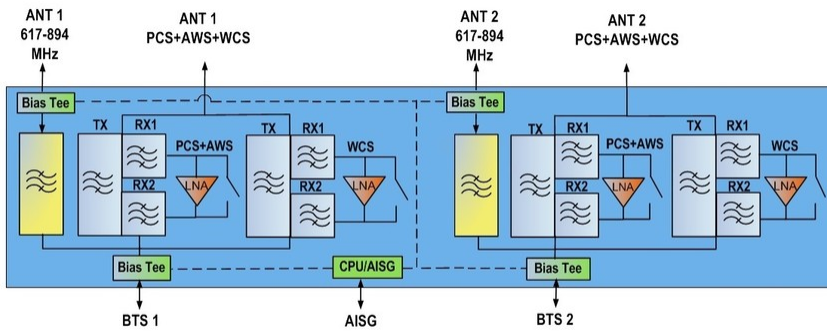 ANT 1
617-894
MHz
ANT 1
PCS+AWS+WCS
ANT 2
617-894
MHz
ANT 2
PCS+AWS+WCS
Bias Tee
Bias Tee
TX
RX1
PCS+AWS
TX
RX1
WCS
TX
RX1
PCS+AWS
TX
RX1
WCS
RX2
LNA
RX2
LNA
RX2
LNA
RX2
LNA
Bias Tee
CPU/AISG
Bias Tee
BTS 1
AISG
BTS 2